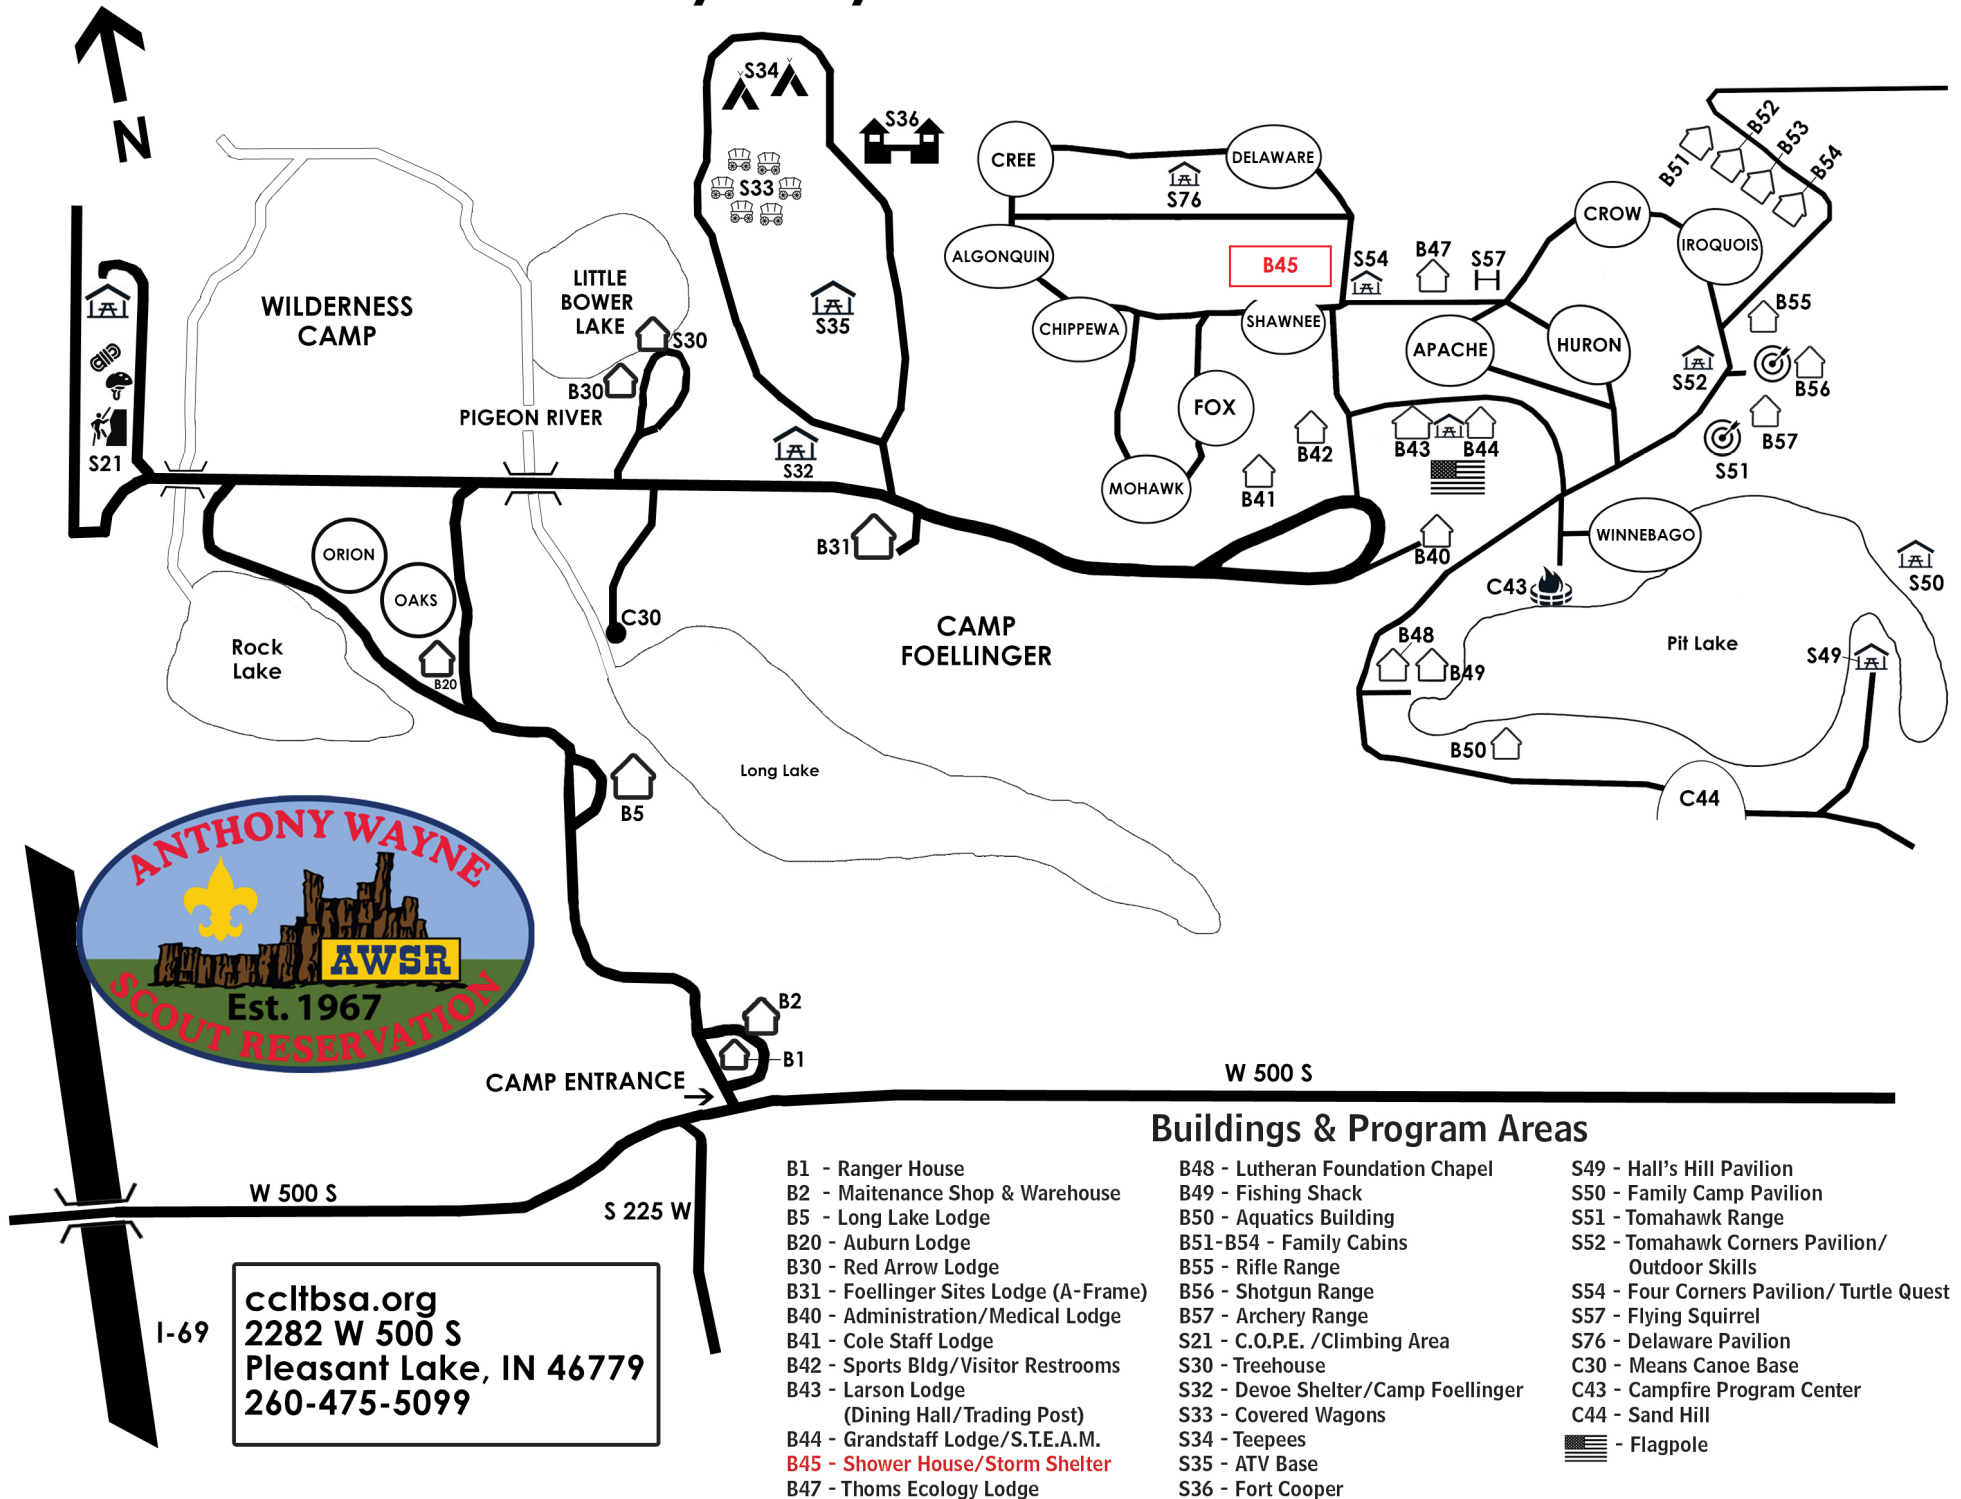 N
S34
S36
S33
S35
CREE
DELAWARE
S76
ALGONQUIN
B45
CHIPPEWA
SHAWNEE
S54
B47
S57
CROW
IROQUOIS
B51
B52
B53
B54
B55
APACHE
HURON
S52
B56
B57
S51
WILDERNESS
CAMP
LITTLE
BOWER
LAKE
S30
B30
PIGEON RIVER
S21
S32
FOX
MOHAWK
B41
B42
B43
B44
B31
B40
WINNEBAGO
C43
S50
ORION
OAKS
B20
C30
CAMP
FOELLINGER
Rock
Lake
B48
B49
Pit Lake
S49
B50
C44
B5
Long Lake
ANTHONY WAYNE
AWSR
Est. 1967
SCOUT RESERVATION
B2
B1
CAMP ENTRANCE
W 500 S
W 500 S
S 225 W
I-69
ccltbsa.org
2282 W 500 S
Pleasant Lake, IN 46779
260-475-5099
Buildings & Program Areas
B1 - Ranger House
B2 - Maitenance Shop & Warehouse
B5 - Long Lake Lodge
B20 - Auburn Lodge
B30 - Red Arrow Lodge
B31 - Foellinger Sites Lodge (A-Frame)
B40 - Administration/Medical Lodge
B41 - Cole Staff Lodge
B42 - Sports Bldg/Visitor Restrooms
B43 - Larson Lodge
(Dining Hall/Trading Post)
B44 - Grandstaff Lodge/S.T.E.A.M.
B45 - Shower House/Storm Shelter
B47 - Thoms Ecology Lodge
B48 - Lutheran Foundation Chapel
B49 - Fishing Shack
B50 - Aquatics Building
B51-B54 - Family Cabins
B55 - Rifle Range
B56 - Shotgun Range
B57 - Archery Range
S21 - C.O.P.E. /Climbing Area
S30 - Treehouse
S32 - Devoe Shelter/Camp Foellinger
S33 - Covered Wagons
S34 - Teepees
S35 - ATV Base
S36 - Fort Cooper
S49 - Hall's Hill Pavilion
S50 - Family Camp Pavilion
S51 - Tomahawk Range
S52 - Tomahawk Corners Pavilion/
Outdoor Skills
S54 - Four Corners Pavilion/ Turtle Quest
S57 - Flying Squirrel
S76 - Delaware Pavilion
C30 - Means Canoe Base
C43 - Campfire Program Center
C44 - Sand Hill
- Flagpole